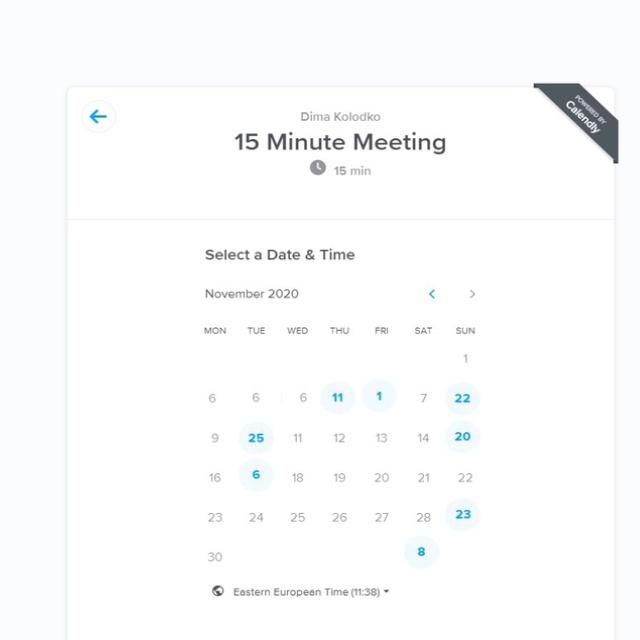 POWERED BY
Calendly
Dima Kolodko
15 Minute Meeting
15 min
Select a Date & Time
November 2020
MON TUE WED THU FRI SAT SUN
1
6 6 6 11 1 7 22
9 25 11 12 13 14 20
16 6 18 19 20 21 22
23 24 25 26 27 28 23
30 8
Eastern European Time (11:38)